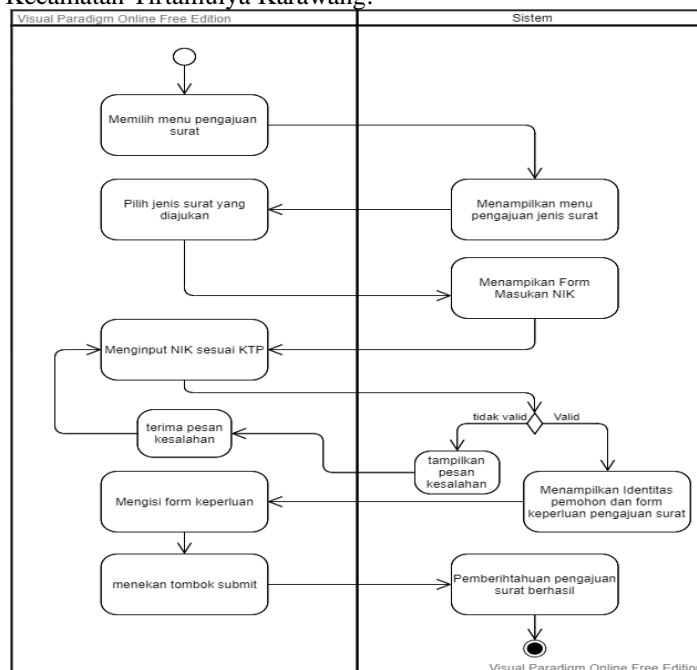 Kecamatan Tirtamulya Karawang.
Visual Paradigm Online Free Edition
Sistem
Memilih menu pengajuan
surat
Pilih jenis surat yang
diajukan
Menampilkan menu
pengajuan jenis surat
Menampikan Form
Masukan NIK
Menginput NIK sesuai KTP
tidak valid
Valid
terima pesan
kesalahan
tampilkan
pesan
kesalahan
Mengisi form keperluan
Menampilkan Identitas
pemohon dan form
keperluan pengajuan surat
menekan tombok submit
Pemberihtahuan pengajuan
surat berhasil
Visual Paradigm Online Free Edition